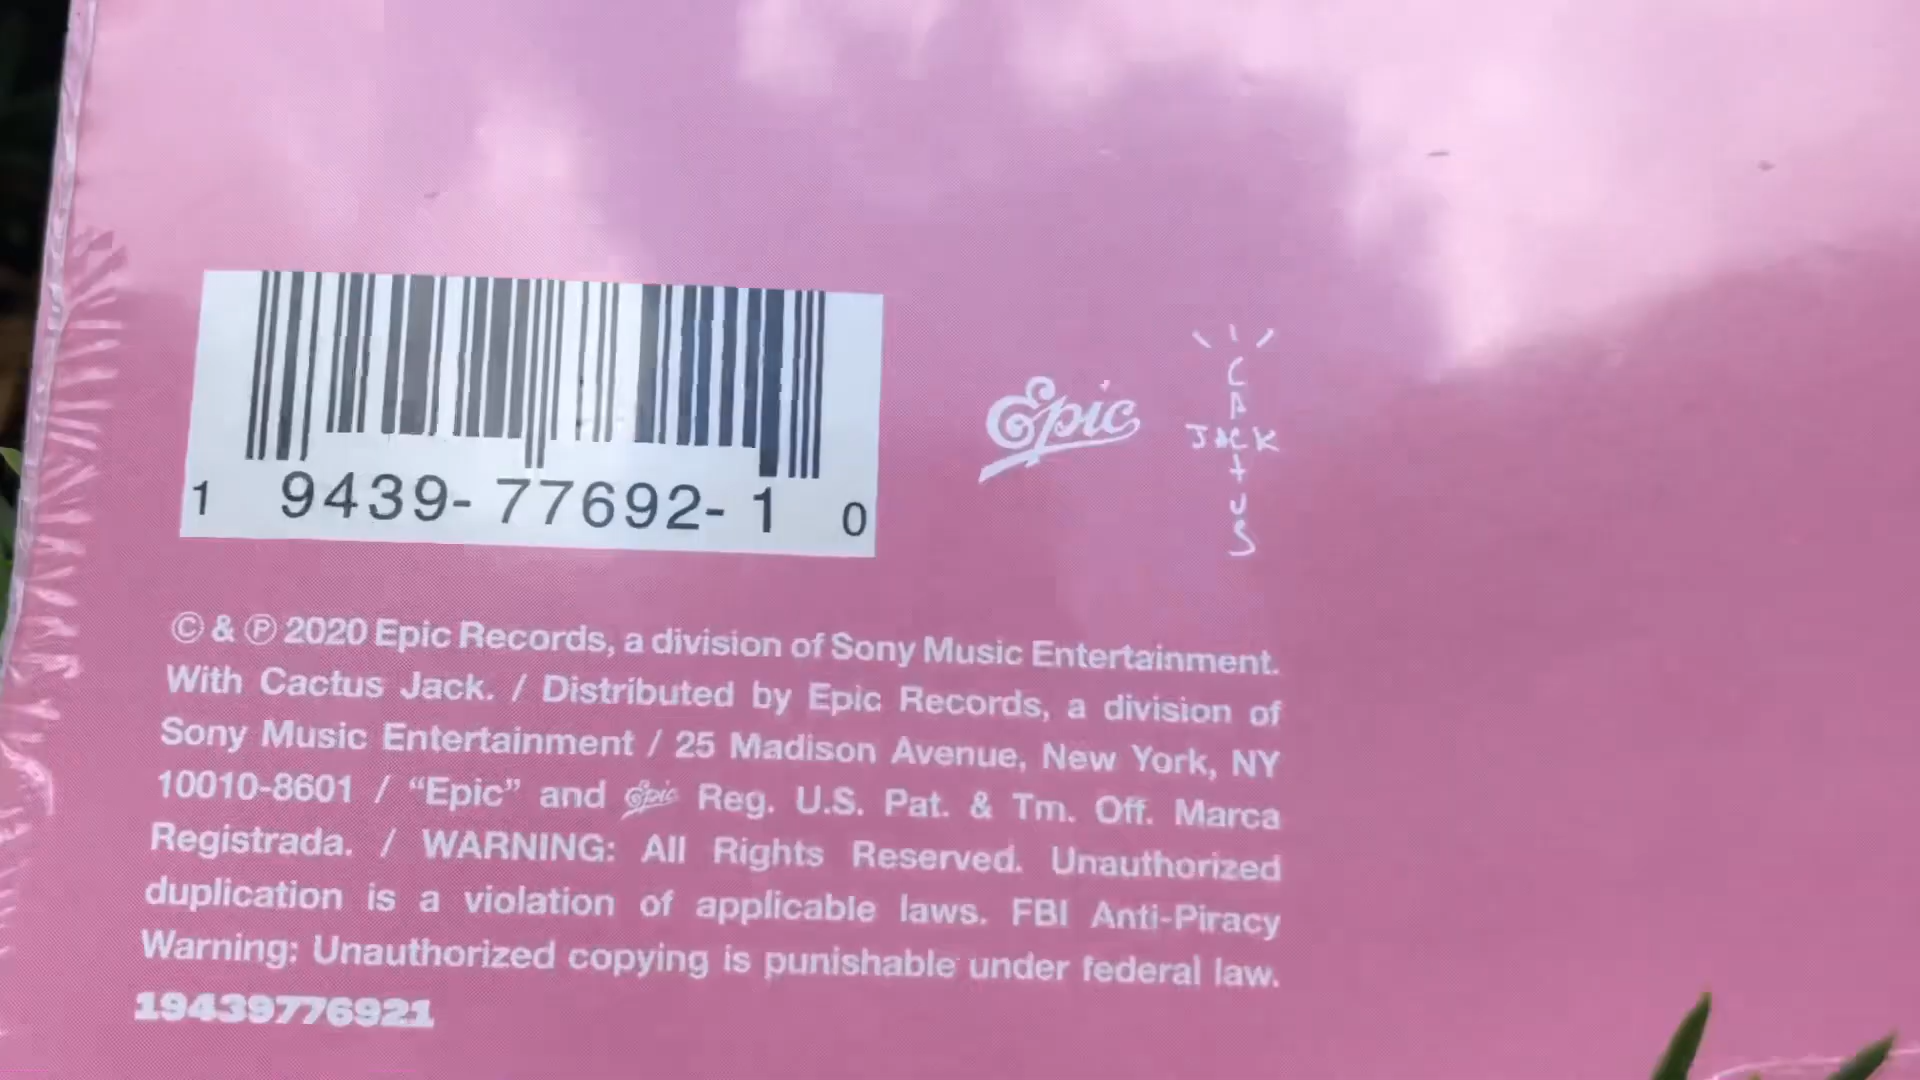 1 9439-77692-1 0
Epic
CACTUS
JACK
© & ℗ 2020 Epic Records, a division of Sony Music Entertainment.
With Cactus Jack. / Distributed by Epic Records, a division of
Sony Music Entertainment / 25 Madison Avenue, New York, NY
10010-8601 / “Epic” and Epic Reg. U.S. Pat. & Tm. Off. Marca
Registrada. / WARNING: All Rights Reserved. Unauthorized
duplication is a violation of applicable laws. FBI Anti-Piracy
Warning: Unauthorized copying is punishable under federal law.
19439776921